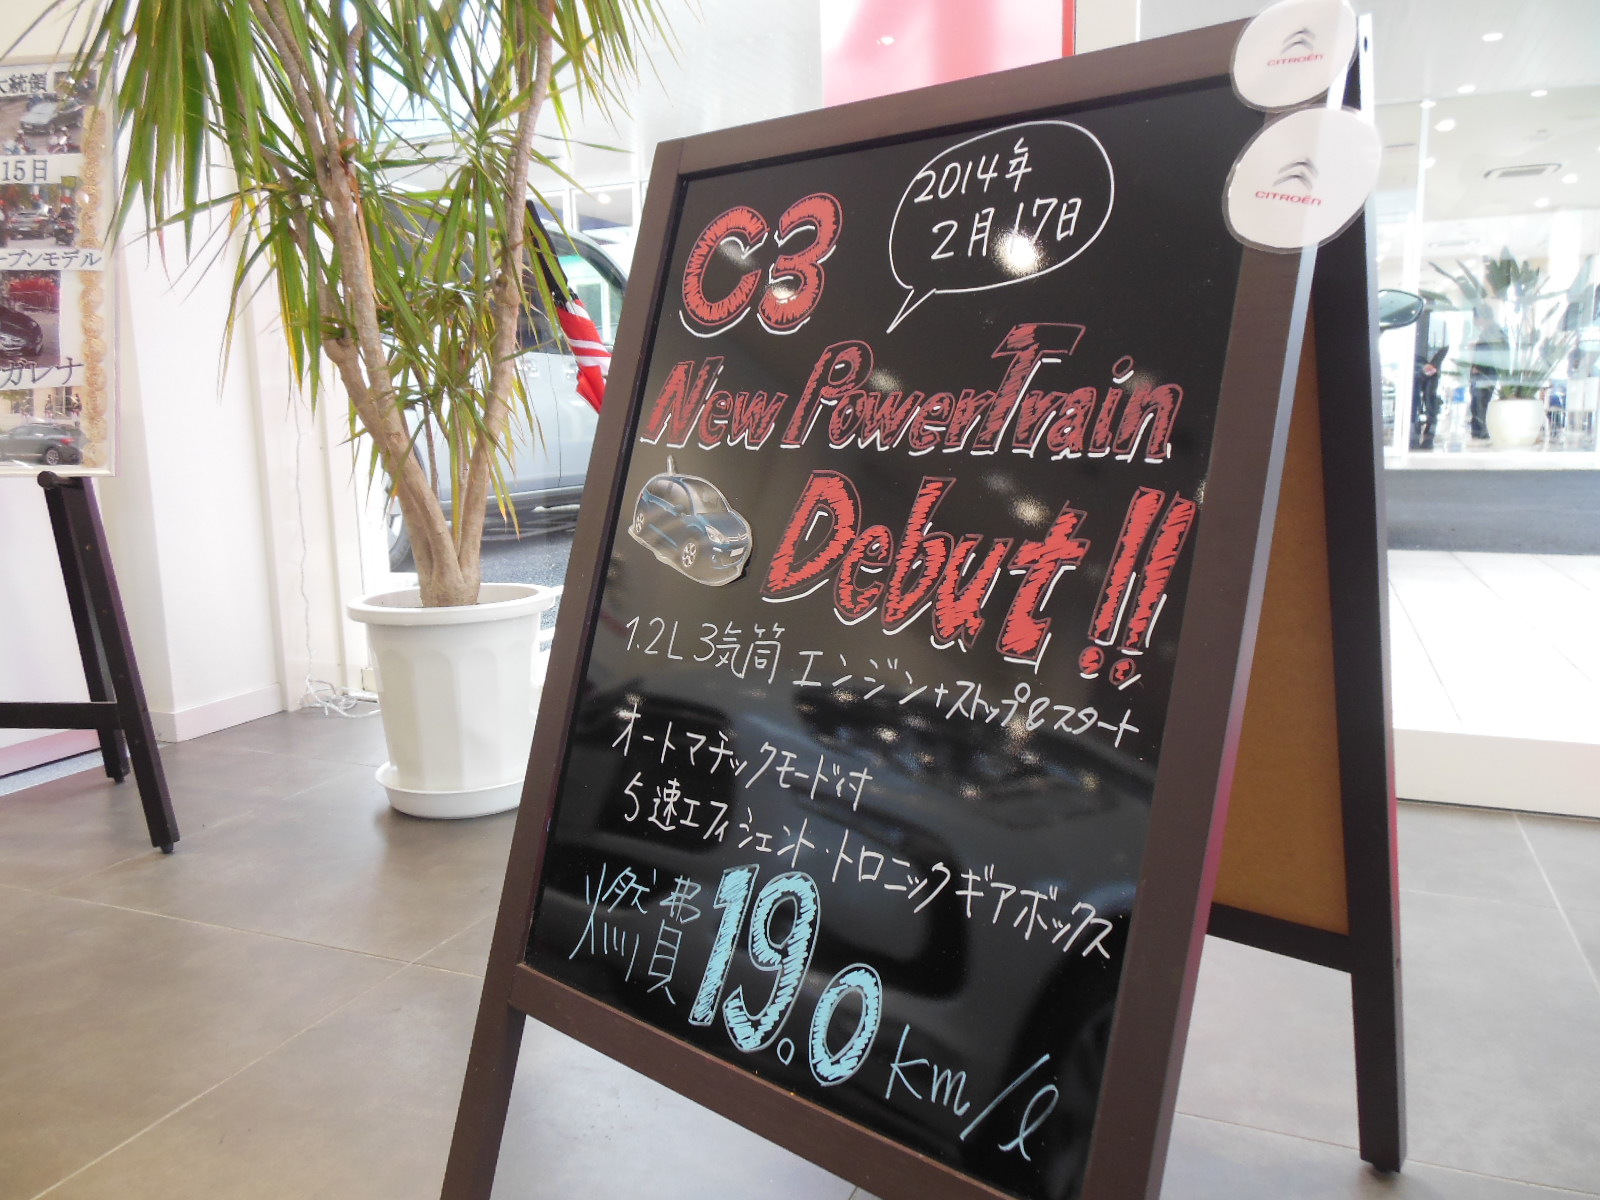 大統領
15日
ープンモデル
ガレナ
CITROËN
CITROËN
2014年
2月17日
C3
New PowerTrain
Debut!!
1.2L 3気筒 エンジン+ストップ&スタート
オートマチックモード付
5速エフィシェント・トロニックギアボックス
燃費 19.0 km/ℓ